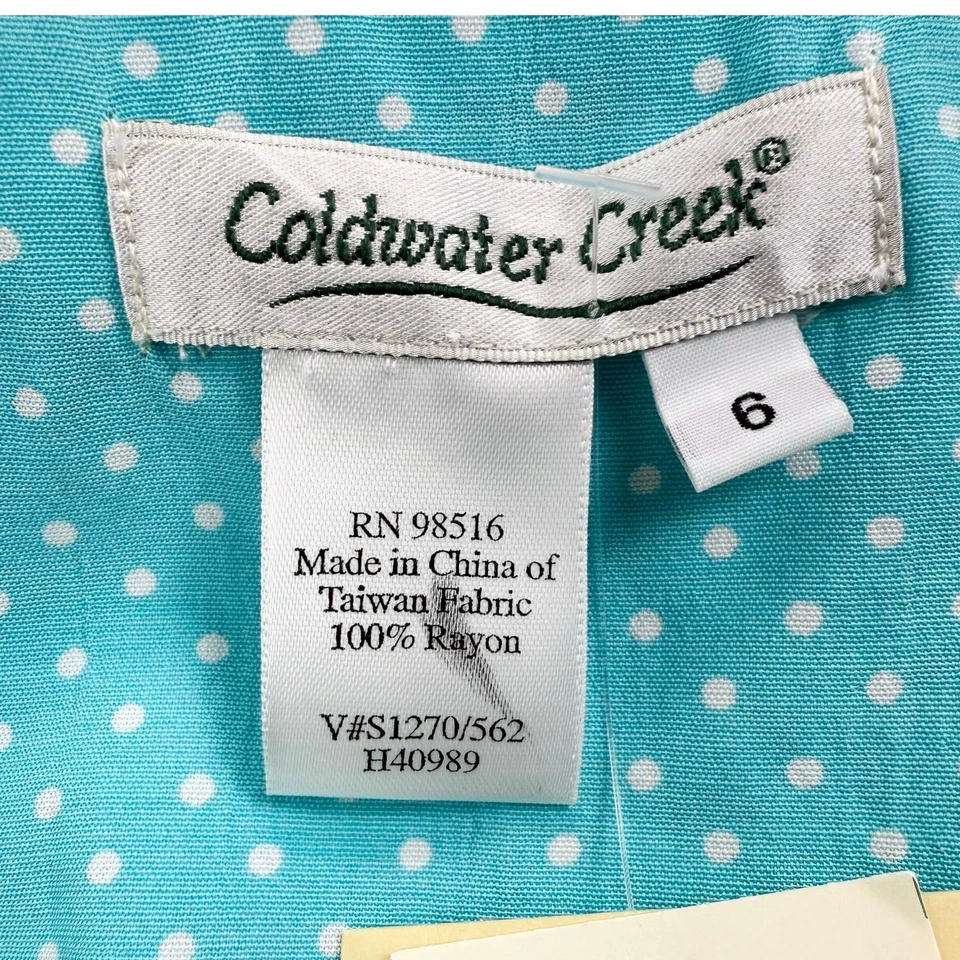 Coldwater Creek®
6
RN 98516
Made in China of
Taiwan Fabric
100% Rayon
V#S1270/562
H40989